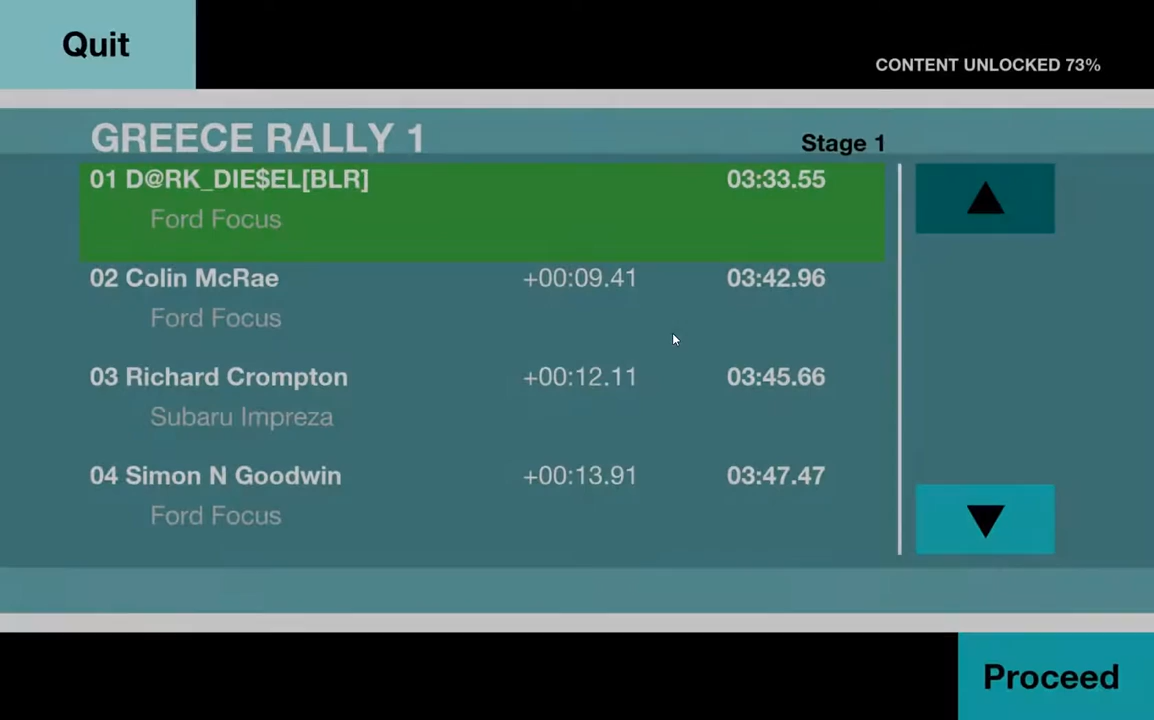 Quit
CONTENT UNLOCKED 73%
GREECE RALLY 1
Stage 1
01 D@RK_DIE$EL[BLR] 03:33.55
Ford Focus
02 Colin McRae +00:09.41 03:42.96
Ford Focus
03 Richard Crompton +00:12.11 03:45.66
Subaru Impreza
04 Simon N Goodwin +00:13.91 03:47.47
Ford Focus
Proceed